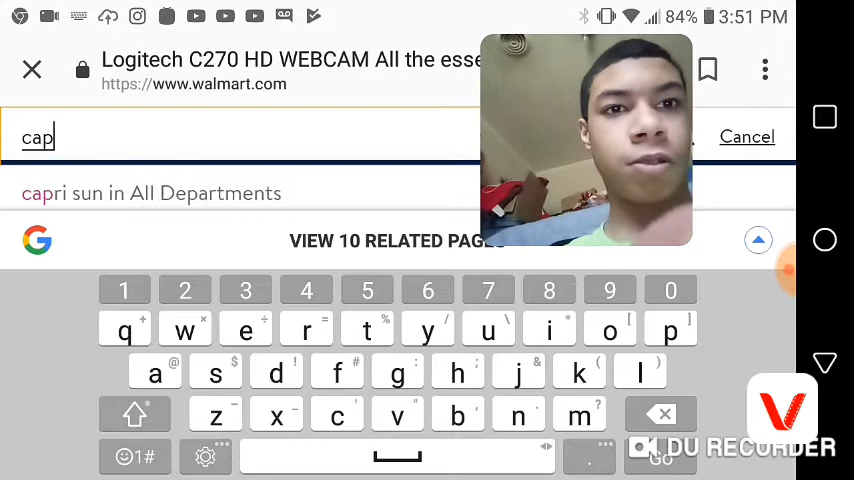 84% 3:51 PM
Logitech C270 HD WEBCAM All the esse
https://www.walmart.com
cap
Cancel
capri sun in All Departments
VIEW 10 RELATED PAGES
1 2 3 4 5 6 7 8 9 0
q + w × e ÷ r = t % y / u \ i * o [ p ]
a @ s $ d ! f # g : h ; j & k ( l )
z - x - c ' v " b , n . m ?
☺1# . Go
V
DU RECORDER